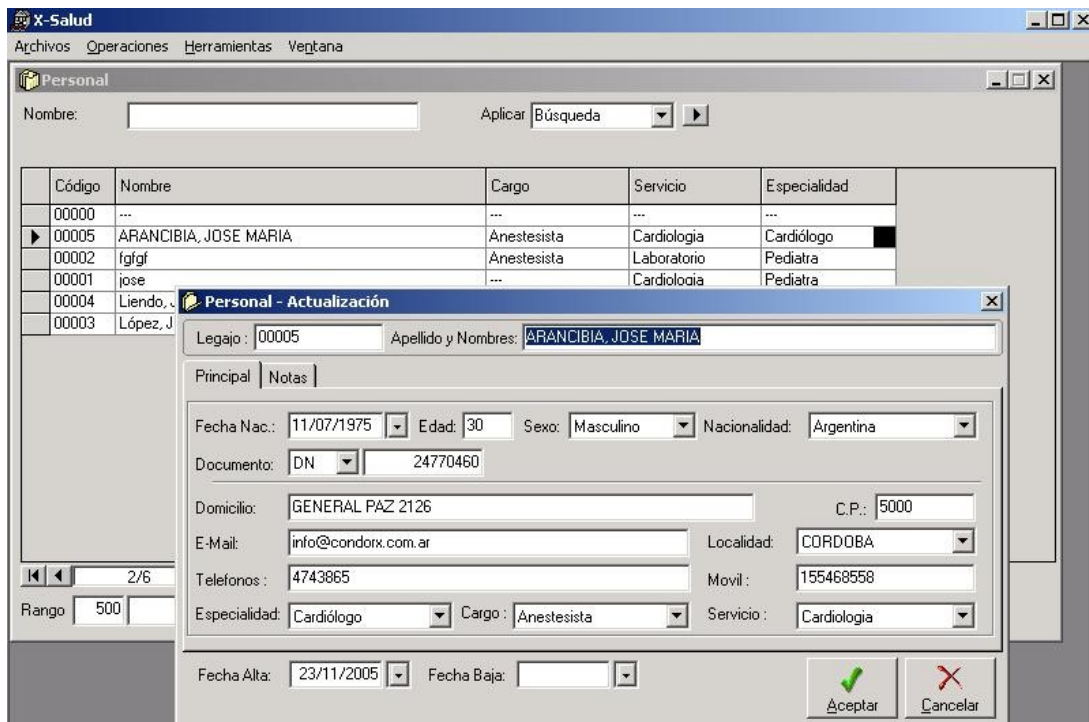 X-Salud
Archivos Operaciones Herramientas Ventana
Personal
Nombre: Aplicar Búsqueda
Código Nombre Cargo Servicio Especialidad
00000 --- --- --- ---
00005 ARANCIBIA, JOSE MARIA Anestesista Cardiologia Cardiólogo
00002 fgfgf Anestesista Laboratorio Pediatra
00001 jose --- Cardiologia Pediatra
00004 Liendo, J
00003 López, J
Personal - Actualización
Legajo : 00005 Apellido y Nombres: ARANCIBIA, JOSE MARIA
Principal Notas
Fecha Nac.: 11/07/1975 Edad: 30 Sexo: Masculino Nacionalidad: Argentina
Documento: DN 24770460
Domicilio: GENERAL PAZ 2126 C.P.: 5000
E-Mail: info@condorx.com.ar Localidad: CORDOBA
Telefonos : 4743865 Movil : 155468558
Especialidad: Cardiólogo Cargo : Anestesista Servicio : Cardiologia
Fecha Alta: 23/11/2005 Fecha Baja:
Aceptar Cancelar
2/6
Rango 500